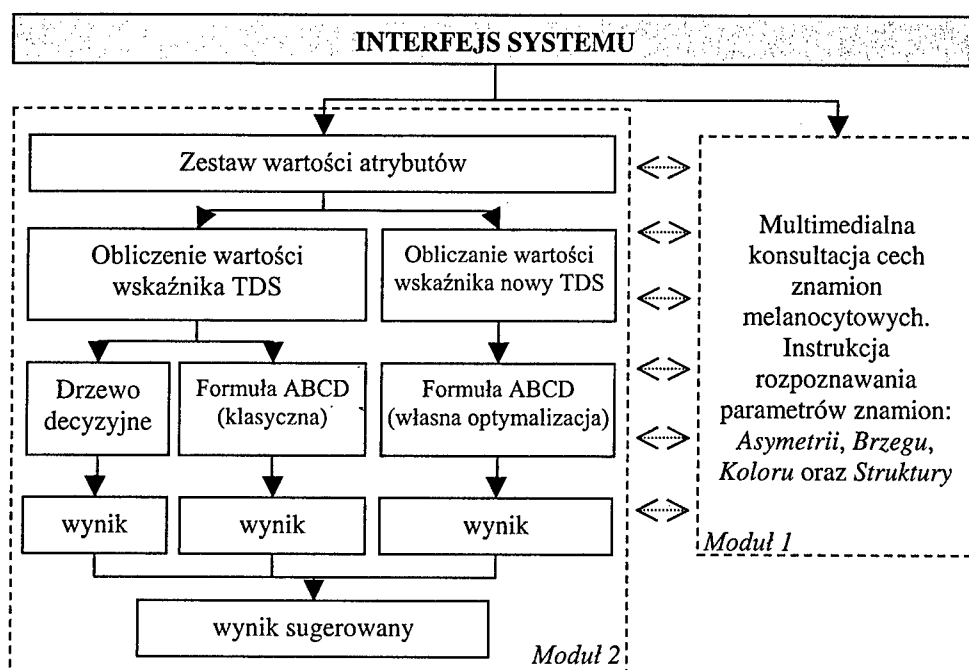 INTERFEJS SYSTEMU
Zestaw wartości atrybutów
Obliczenie wartości
wskaźnika TDS
Obliczanie wartości
wskaźnika nowy TDS
Drzewo
decyzyjne
Formuła ABCD
(klasyczna)
Formuła ABCD
(własna optymalizacja)
wynik
wynik
wynik
wynik sugerowany
Moduł 2
Multimedialna
konsultacja cech
znamion
melanocytowych.
Instrukcja
rozpoznawania
parametrów znamion:
Asymetrii, Brzegu,
Koloru oraz Struktury
Moduł 1